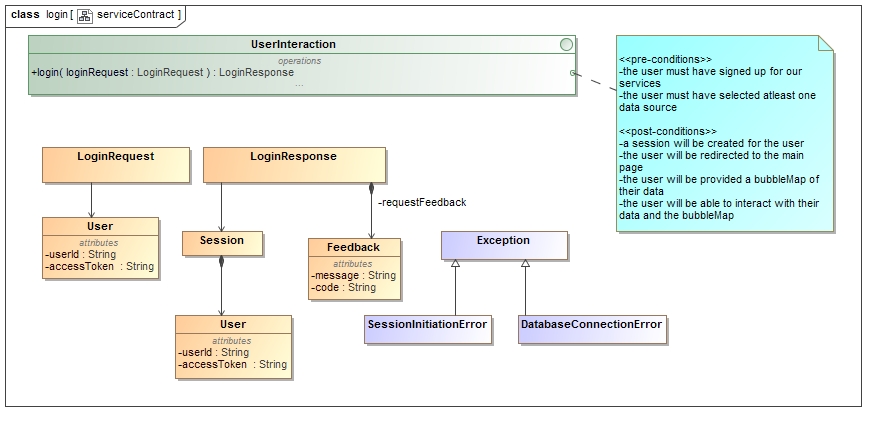 class login [ serviceContract ]
UserInteraction
operations
+login( loginRequest : LoginRequest ) : LoginResponse
...
<<pre-conditions>>
-the user must have signed up for our
services
-the user must have selected atleast one
data source
<<post-conditions>>
-a session will be created for the user
-the user will be redirected to the main
page
-the user will be provided a bubbleMap of
their data
-the user will be able to interact with their
data and the bubbleMap
LoginRequest
LoginResponse
-requestFeedback
User
attributes
-userId : String
-accessToken : String
Session
Feedback
attributes
-message : String
-code : String
Exception
User
attributes
-userId : String
-accessToken : String
SessionInitiationError
DatabaseConnectionError